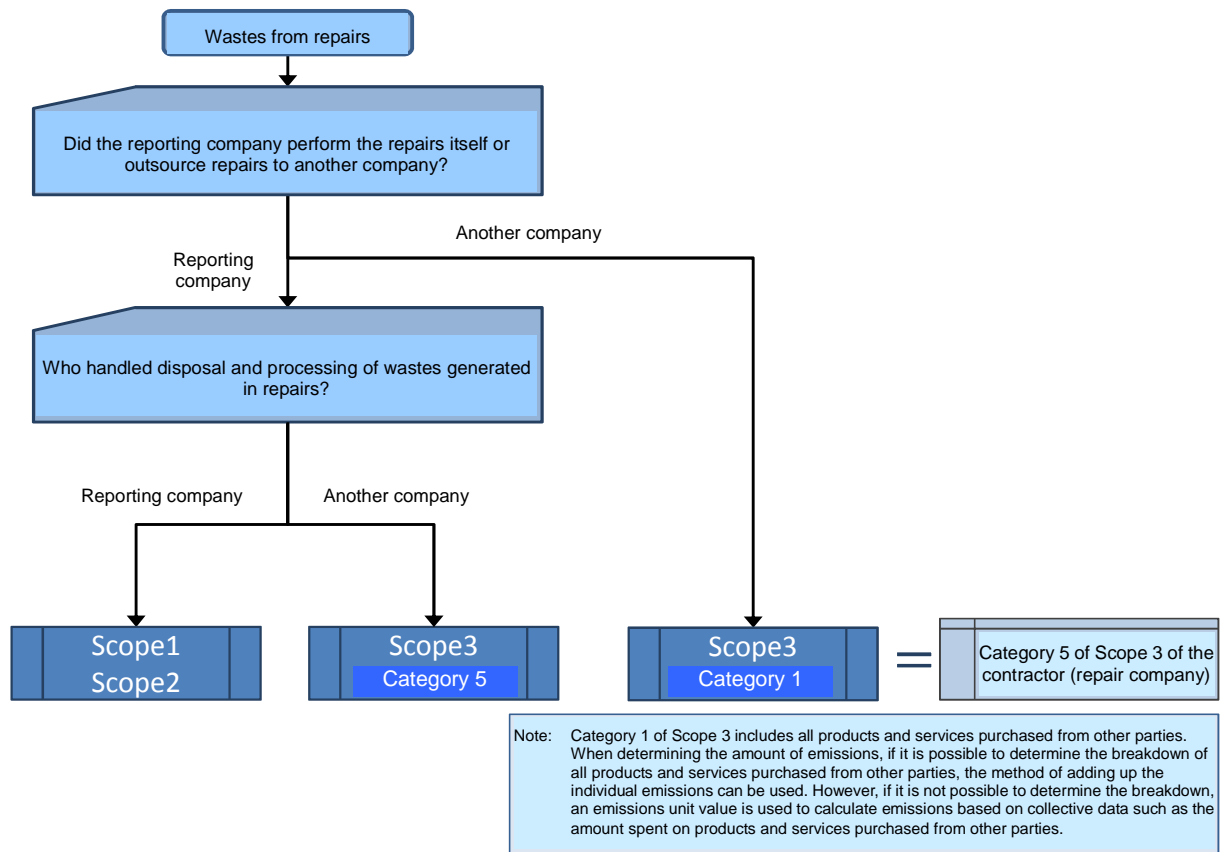 Wastes from repairs
Did the reporting company perform the repairs itself or
outsource repairs to another company?
Another company
Reporting
company
Who handled disposal and processing of wastes generated
in repairs?
Reporting company
Another company
Scope1
Scope2
Scope3
Category 5
Scope3
Category 1
=
Category 5 of Scope 3 of the
contractor (repair company)
Note: Category 1 of Scope 3 includes all products and services purchased from other parties.
When determining the amount of emissions, if it is possible to determine the breakdown of
all products and services purchased from other parties, the method of adding up the
individual emissions can be used. However, if it is not possible to determine the breakdown,
an emissions unit value is used to calculate emissions based on collective data such as the
amount spent on products and services purchased from other parties.